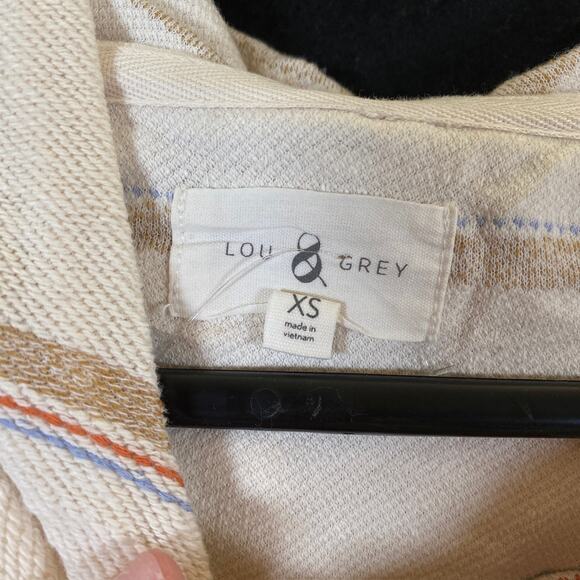 LOU & GREY
XS
made in
vietnam